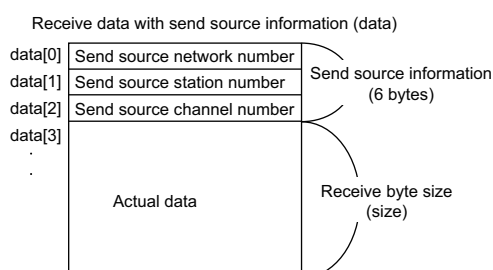 Receive data with send source information (data)
data[0] Send source network number
data[1] Send source station number
data[2] Send source channel number
Send source information
(6 bytes)
data[3]
.
.
Actual data
Receive byte size
(size)